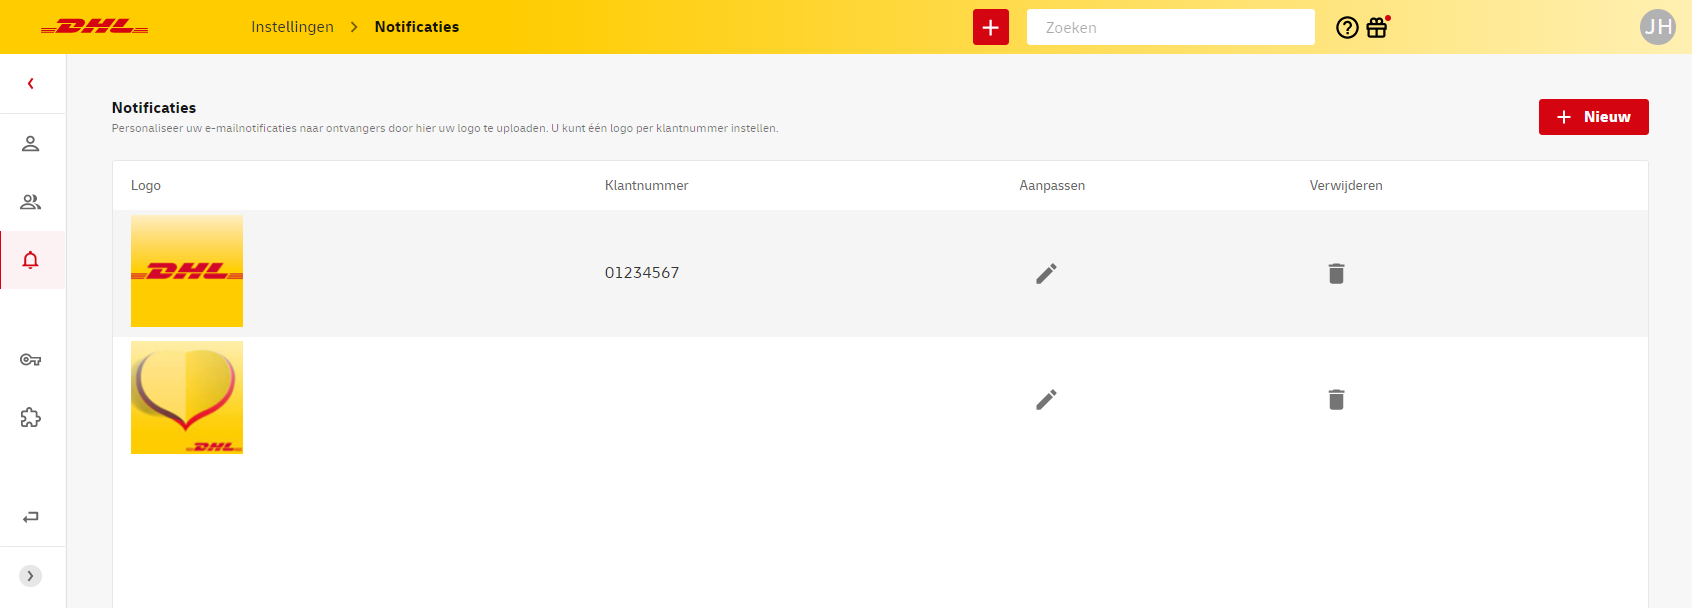 DHL
Instellingen > Notificaties
Zoeken
JH
Notificaties
Personaliseer uw e-mailnotificaties naar ontvangers door hier uw logo te uploaden. U kunt één logo per klantnummer instellen.
+ Nieuw
Logo Klantnummer Aanpassen Verwijderen
DHL
01234567
DHL